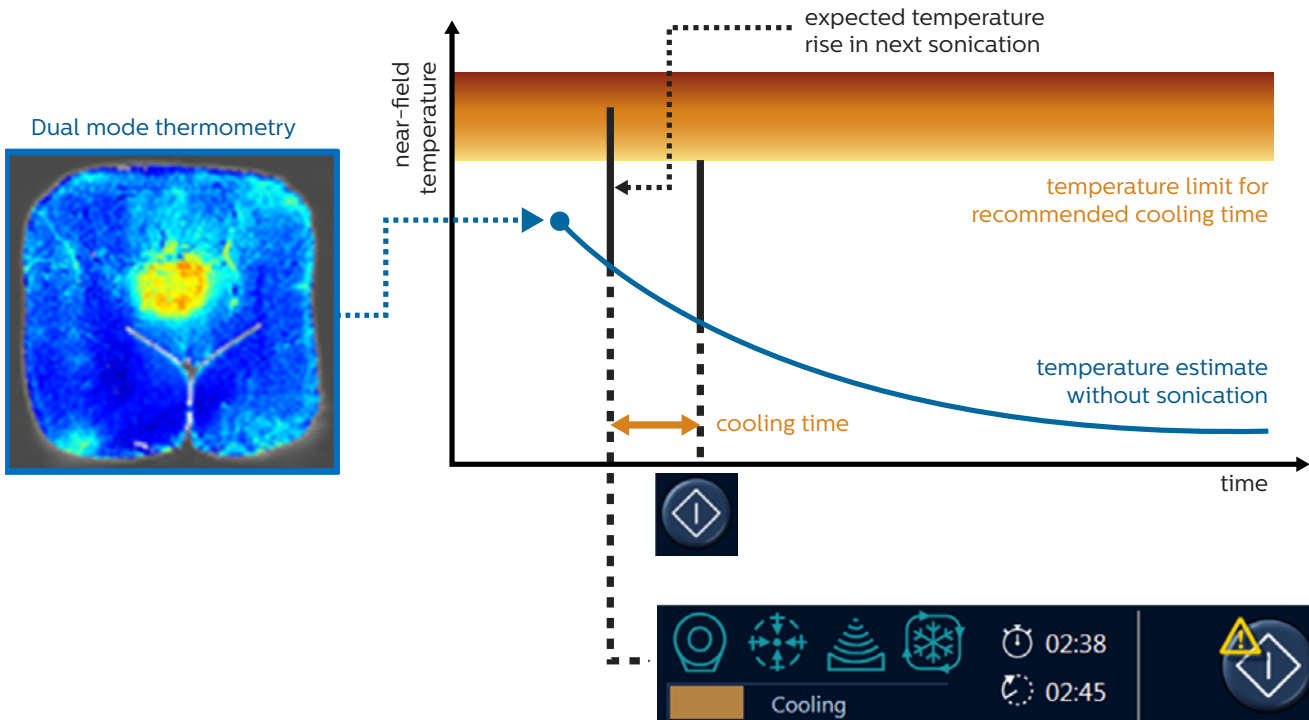 expected temperature
rise in next sonication
near-field
temperature
Dual mode thermometry
temperature limit for
recommended cooling time
temperature estimate
without sonication
cooling time
time
02:38
02:45
Cooling